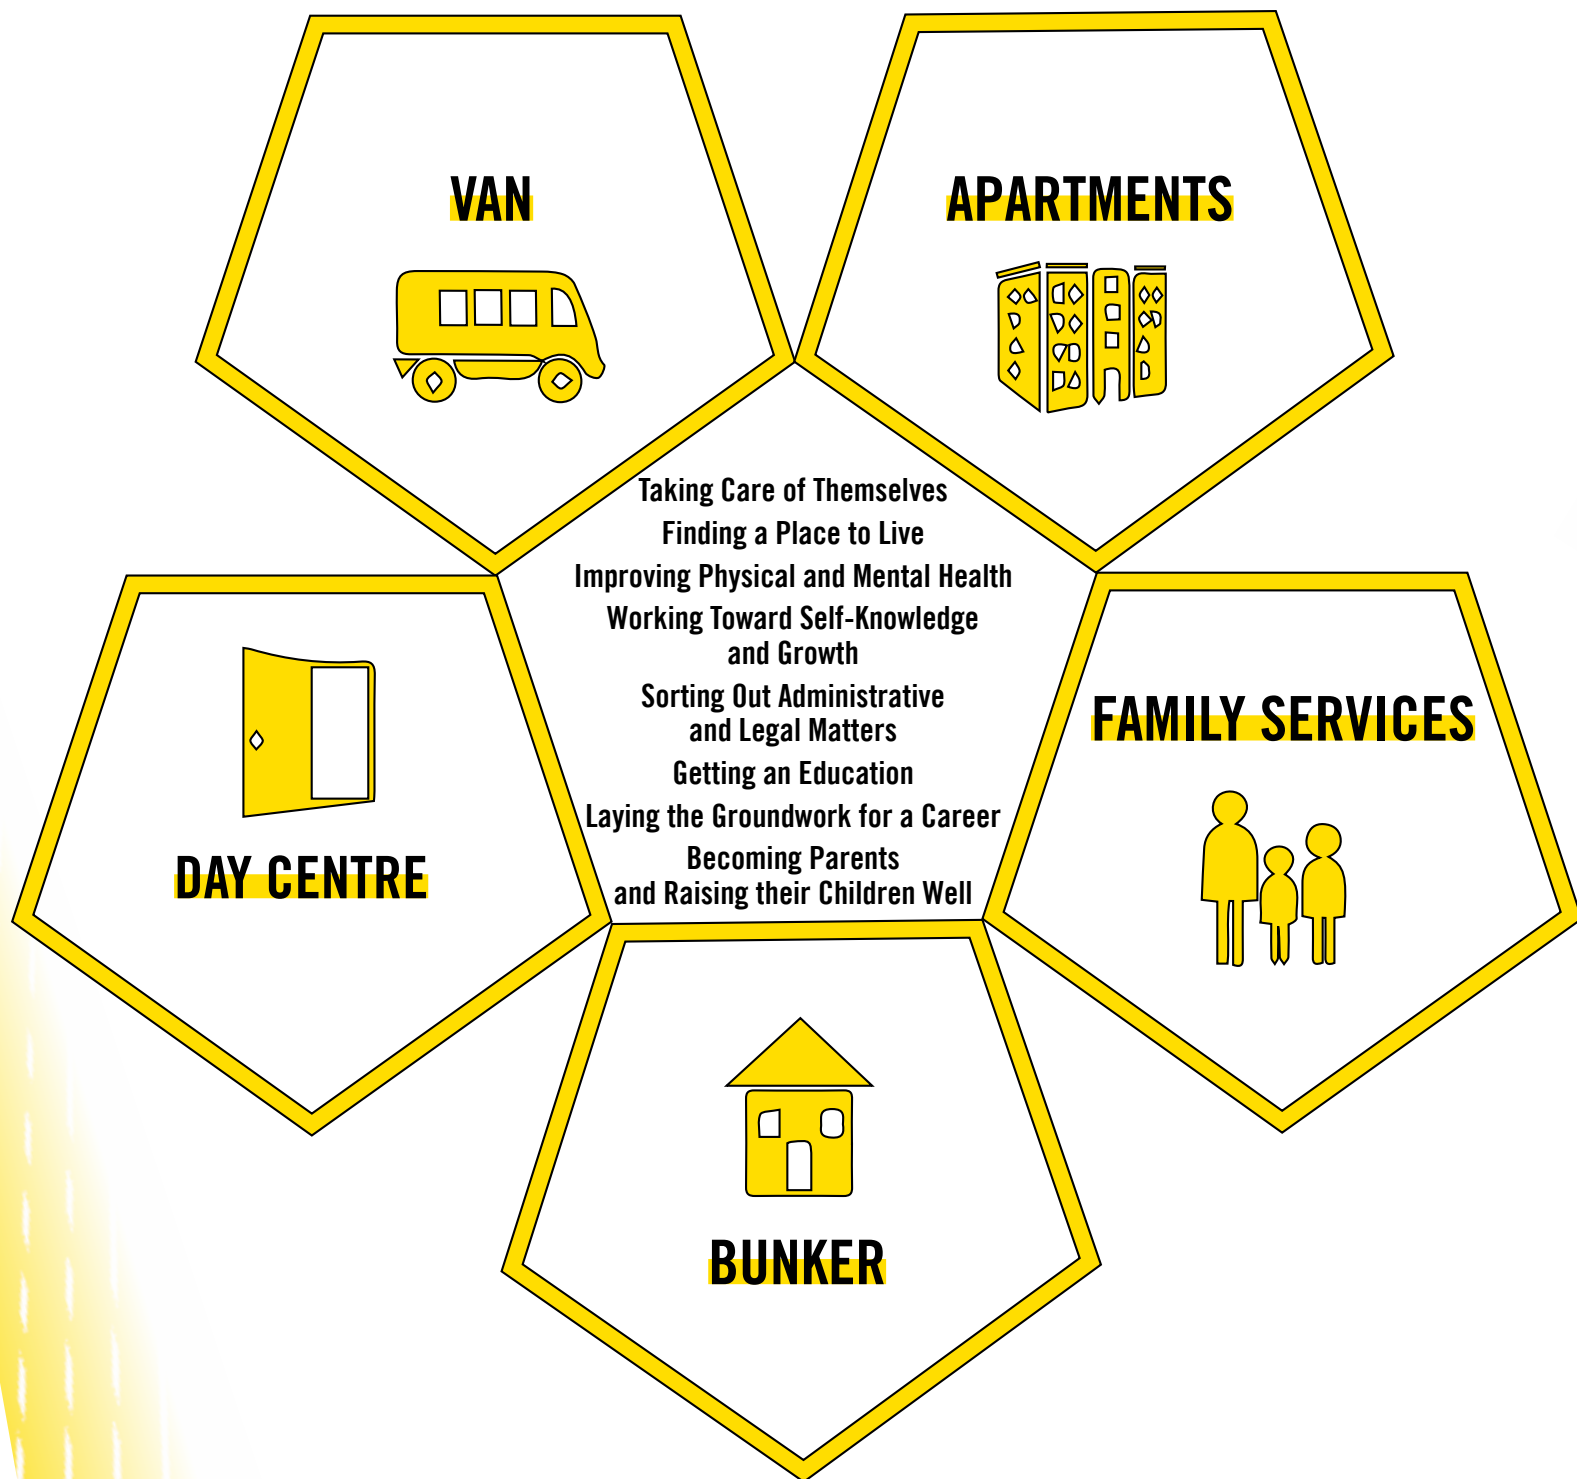 VAN
APARTMENTS
Taking Care of Themselves
Finding a Place to Live
Improving Physical and Mental Health
Working Toward Self-Knowledge
and Growth
Sorting Out Administrative
and Legal Matters
Getting an Education
Laying the Groundwork for a Career
Becoming Parents
and Raising their Children Well
FAMILY SERVICES
DAY CENTRE
BUNKER